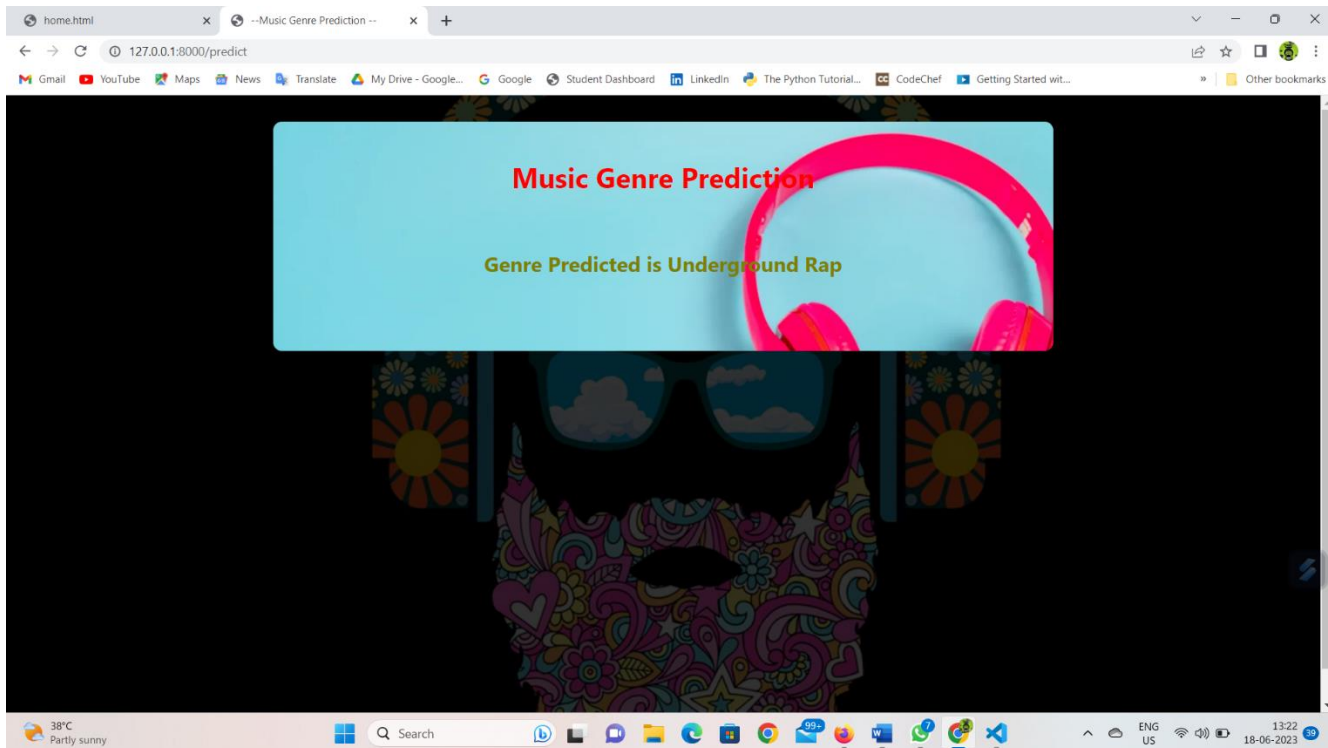 home.html
--Music Genre Prediction --
127.0.0.1:8000/predict
Gmail YouTube Maps News Translate My Drive - Google... Google Student Dashboard LinkedIn The Python Tutorial... CodeChef Getting Started wit... » Other bookmarks
Music Genre Prediction
Genre Predicted is Underground Rap
38°C
Partly sunny
Search
99+
7
ENG
US
13:22
18-06-2023
39